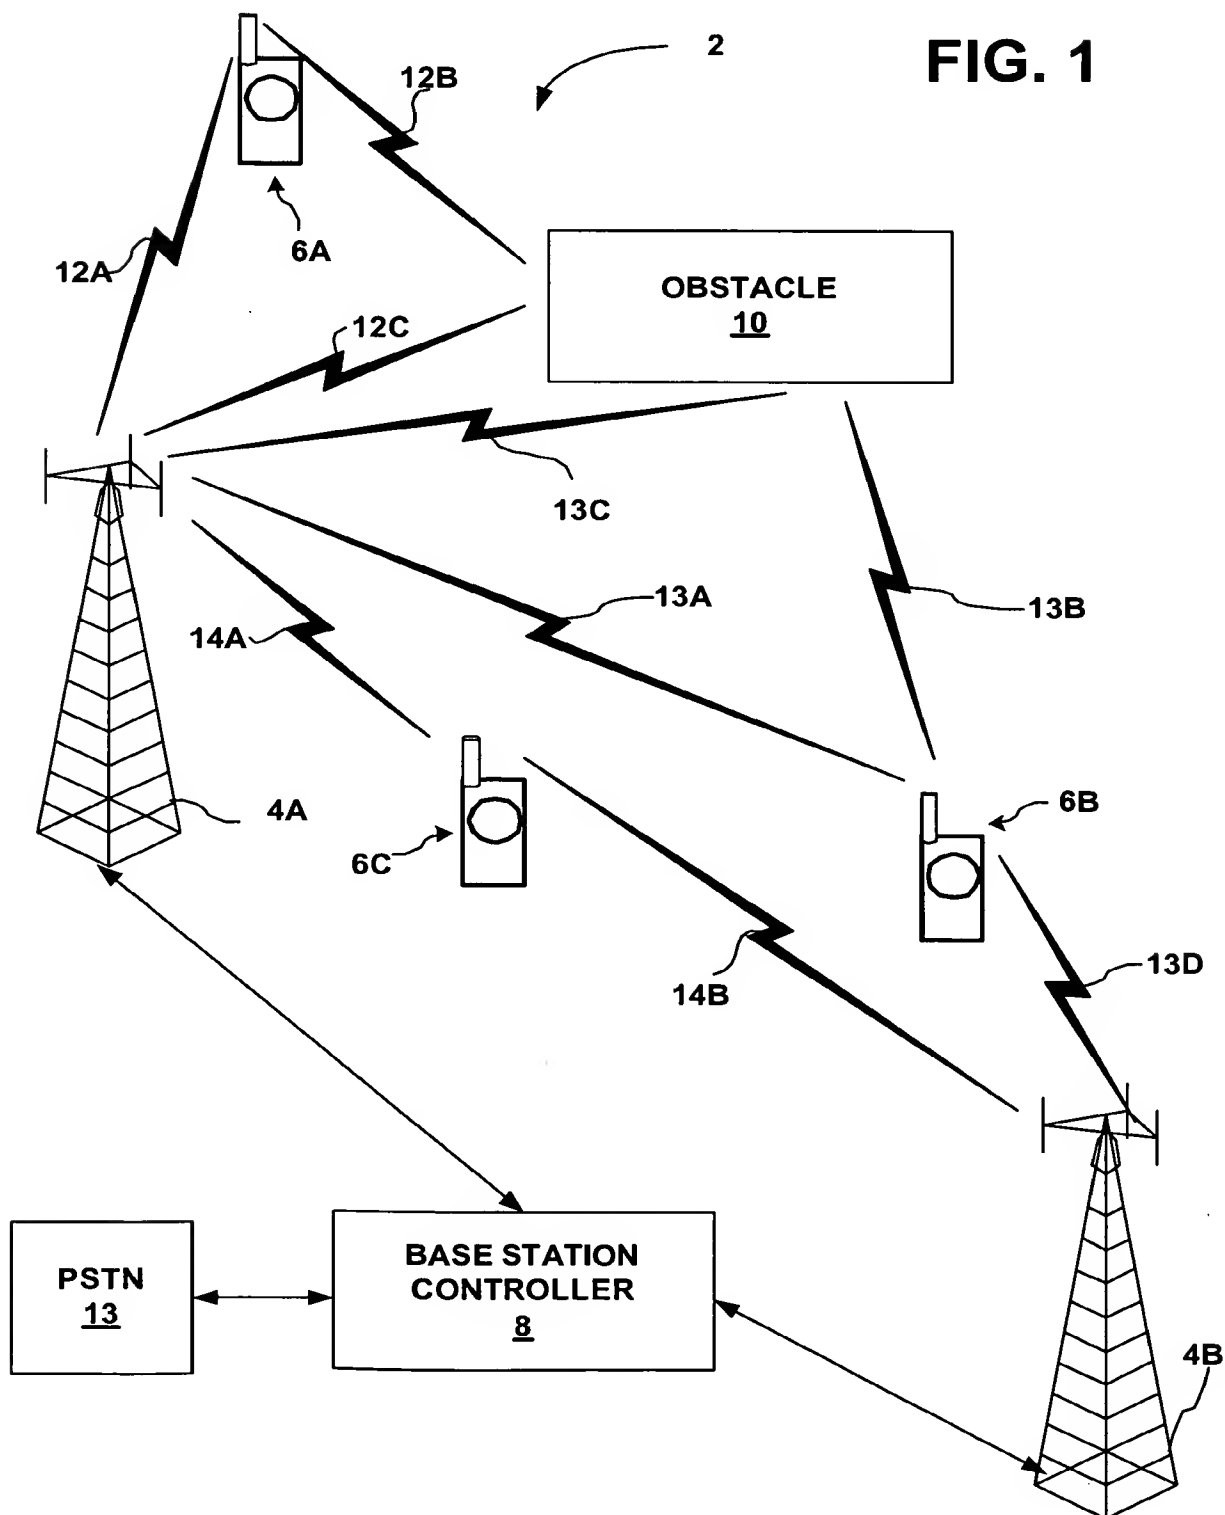 2
FIG. 1
12B
6A
12A
OBSTACLE
10
12C
13C
13A
13B
14A
4A
6B
6C
13D
14B
BASE STATION
CONTROLLER
8
PSTN
13
4B